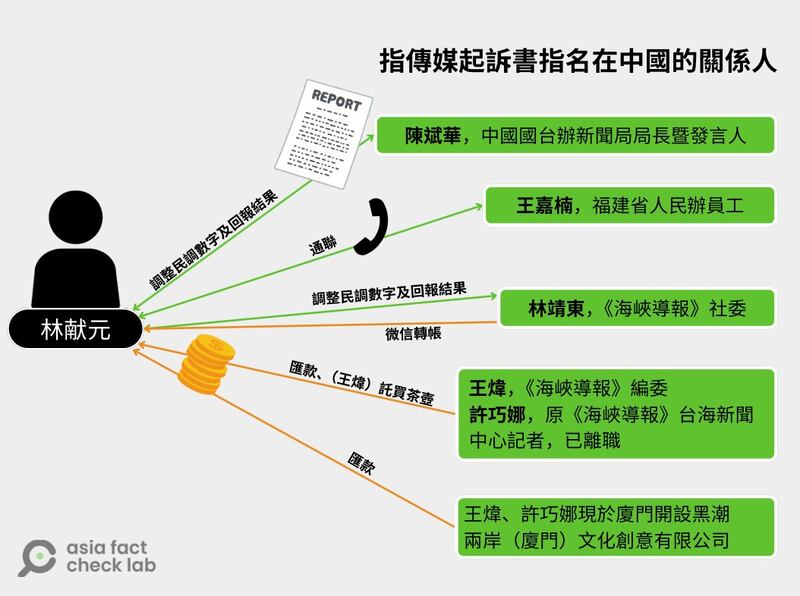 指傳媒起訴書指名在中國的關係人
REPORT
陳斌華，中國國台辦新聞局局長暨發言人
調整民調數字及回報結果
王嘉楠，福建省人民辦員工
通聯
林献元
調整民調數字及回報結果
林靖東，《海峽導報》社委
微信轉帳
匯款、（王煒）託買茶壺
王煒，《海峽導報》編委
許巧娜，原《海峽導報》台海新聞
中心記者，已離職
匯款
王煒、許巧娜現於廈門開設黑潮
兩岸（廈門）文化創意有限公司
asia fact
check lab